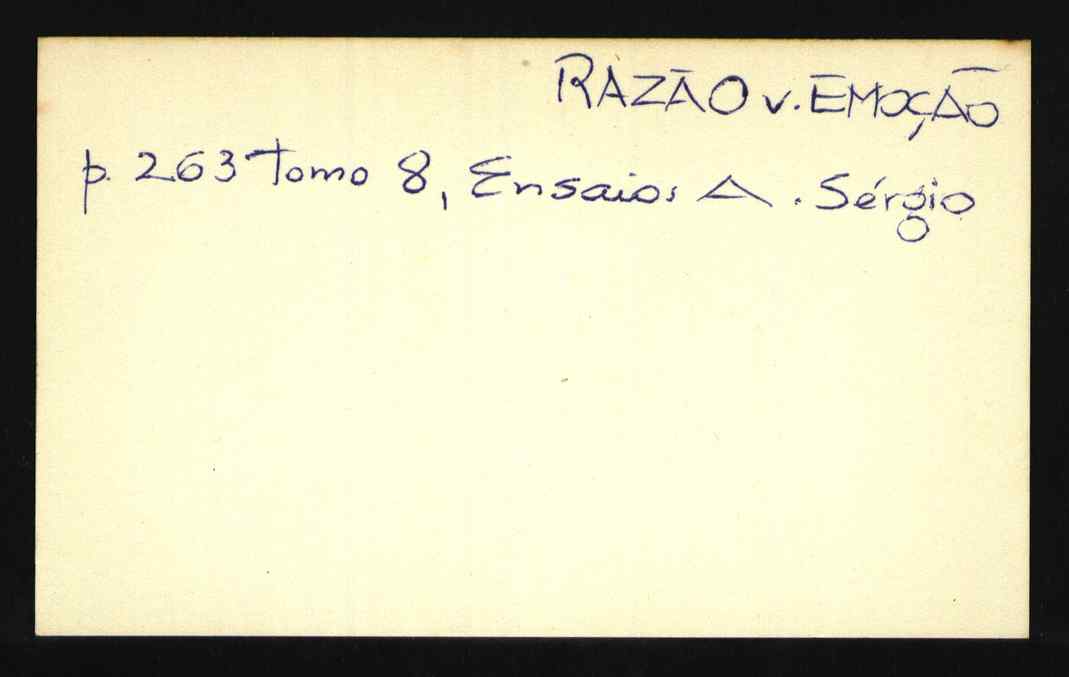 RAZÃO v. EMOÇÃO
p. 263 Tomo 8, Ensaios A. Sérgio